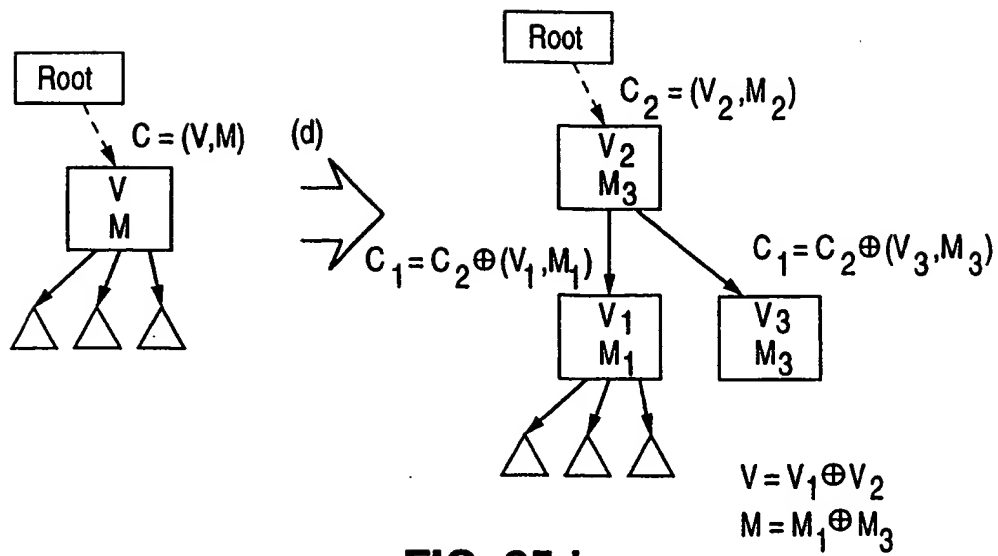 Root
C = (V,M)
V
M
(d)
Root
C₂ = (V₂,M₂)
V₂
M₃
C₁ = C₂ ⊕ (V₁,M₁)
C₁ = C₂ ⊕ (V₃,M₃)
V₁
M₁
V₃
M₃
V = V₁ ⊕ V₂
M = M₁ ⊕ M₃